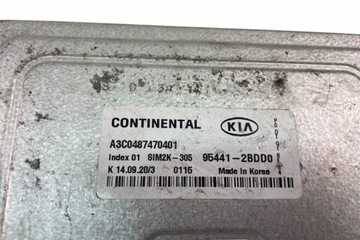 CONTINENTAL KIA
A3C0487470401
Index 01 SIM2K-305 95441-2BDD0
K 14.09.20/3 0115 Made in Korea